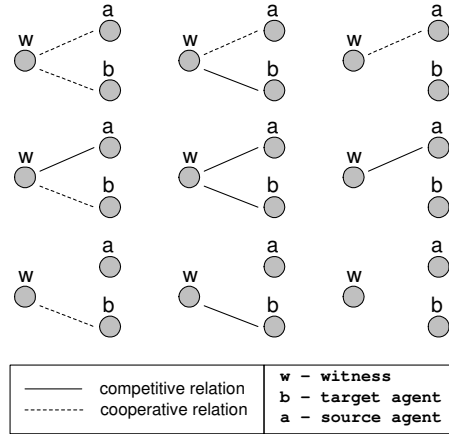 a a a
w w w
b b b
a a a
w w w
b b b
a a a
w w w
b b b
competitive relation
cooperative relation
w – witness
b – target agent
a – source agent